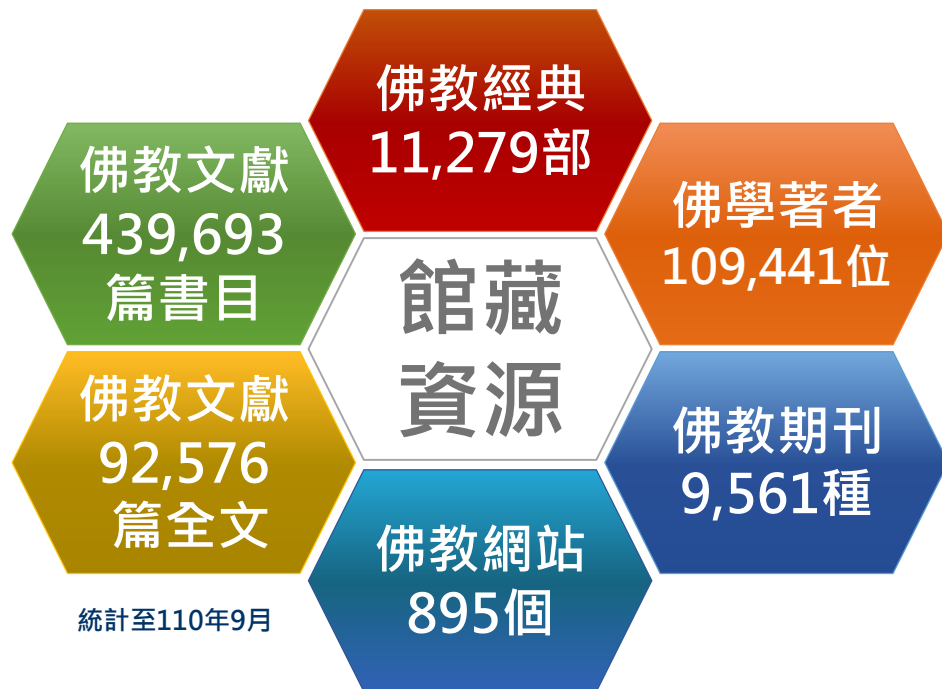 佛教經典
11,279部
佛教文獻
439,693
篇書目
佛學著者
109,441位
館藏
資源
佛教文獻
92,576
篇全文
佛教期刊
9,561種
佛教網站
895個
統計至110年9月